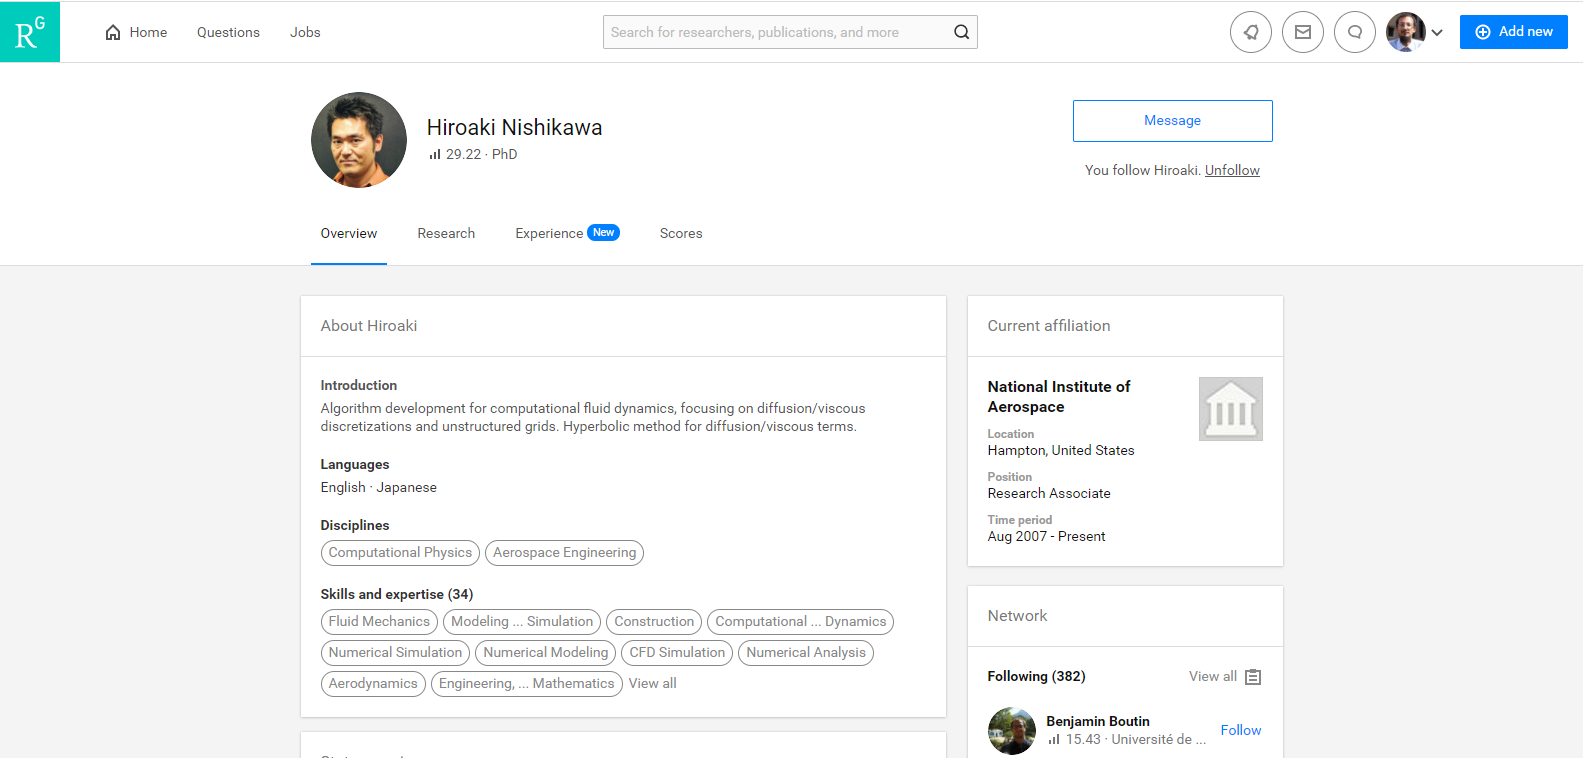 RG
Home Questions Jobs Search for researchers, publications, and more Add new
Hiroaki Nishikawa
29.22 · PhD
Message
You follow Hiroaki. Unfollow
Overview Research Experience New Scores
About Hiroaki
Introduction
Algorithm development for computational fluid dynamics, focusing on diffusion/viscous
discretizations and unstructured grids. Hyperbolic method for diffusion/viscous terms.
Languages
English · Japanese
Disciplines
Computational Physics Aerospace Engineering
Skills and expertise (34)
Fluid Mechanics Modeling ... Simulation Construction Computational ... Dynamics
Numerical Simulation Numerical Modeling CFD Simulation Numerical Analysis
Aerodynamics Engineering, ... Mathematics View all
Current affiliation
National Institute of
Aerospace
Location
Hampton, United States
Position
Research Associate
Time period
Aug 2007 - Present
Network
Following (382) View all
Benjamin Boutin
15.43 · Université de ...
Follow